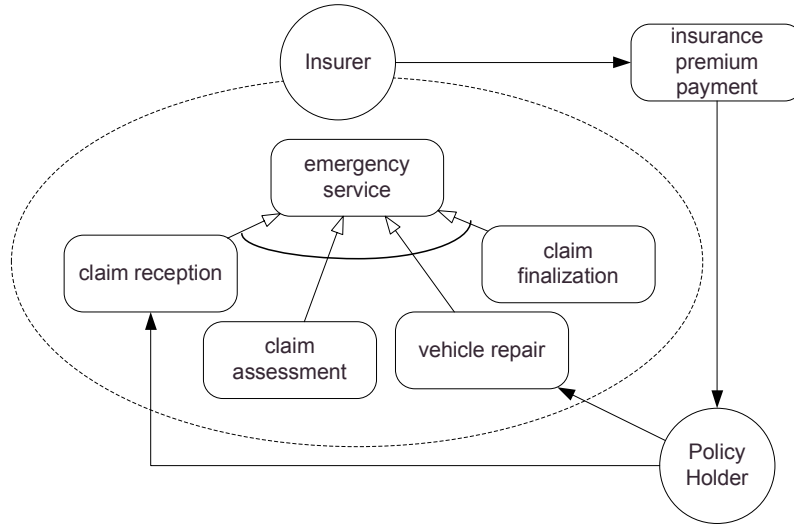 Insurer
insurance
premium
payment
emergency
service
claim reception
claim
finalization
claim
assessment
vehicle repair
Policy
Holder